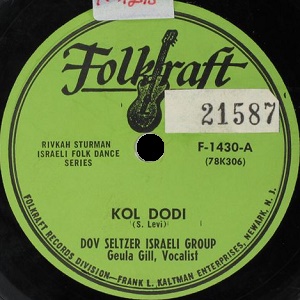 Folkraft
21587
RIVKAH STURMAN
ISRAELI FOLK DANCE
SERIES
F-1430-A
(78K306)
KOL DODI
(S. Levi)
DOV SELTZER ISRAELI GROUP
Geula Gill, Vocalist
FOLKRAFT RECORDS DIVISION—FRANK L. KALTMAN ENTERPRISES, NEWARK, N. J.